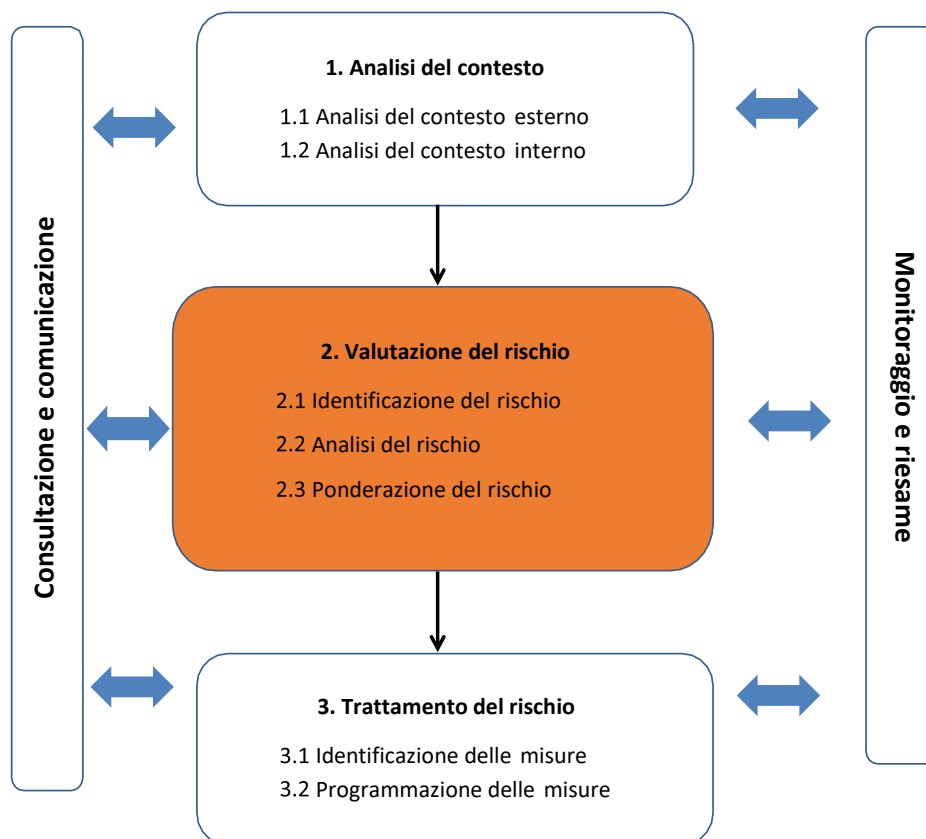 Consultazione e comunicazione
1. Analisi del contesto
1.1 Analisi del contesto esterno
1.2 Analisi del contesto interno
2. Valutazione del rischio
2.1 Identificazione del rischio
2.2 Analisi del rischio
2.3 Ponderazione del rischio
3. Trattamento del rischio
3.1 Identificazione delle misure
3.2 Programmazione delle misure
Monitoraggio e riesame